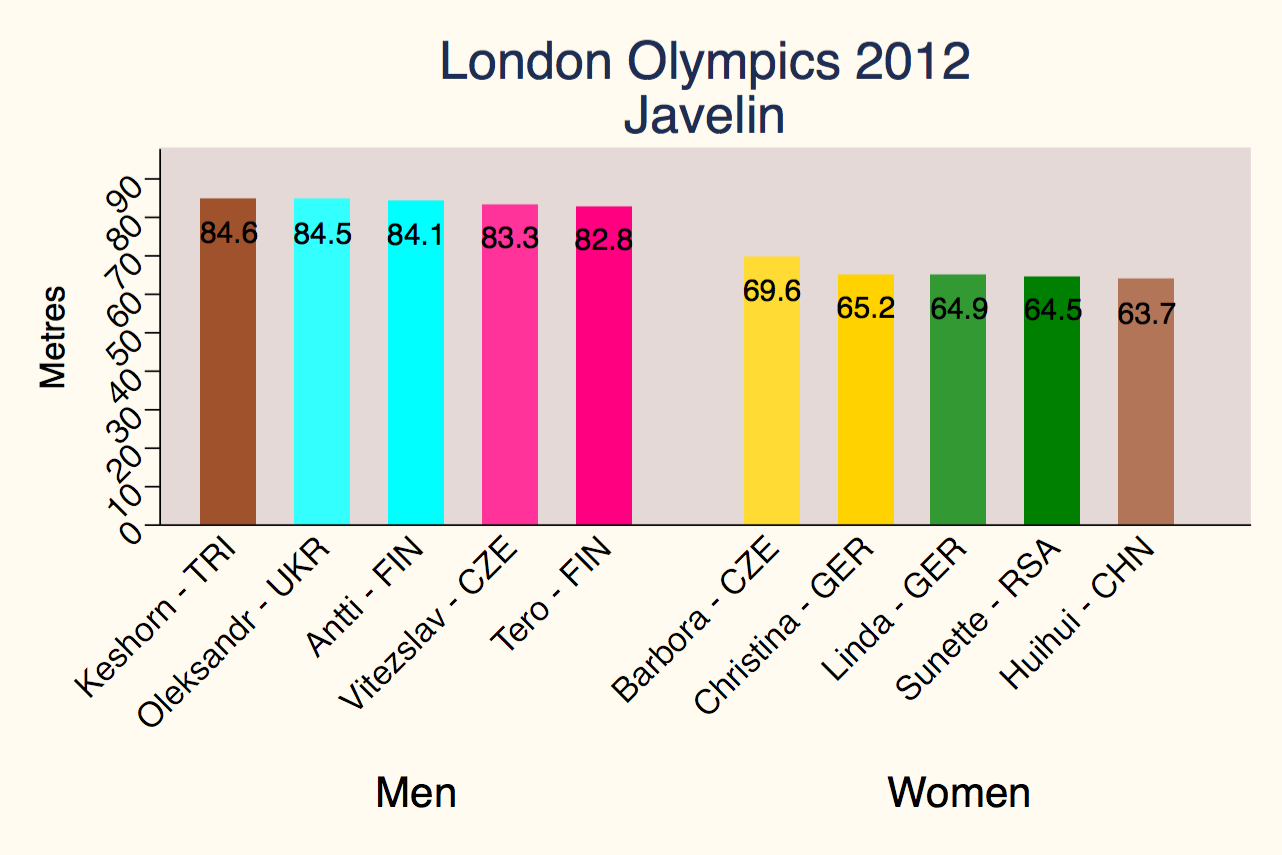 London Olympics 2012
Javelin
Metres
90
80
70
60
50
40
30
20
10
0
84.6 84.5 84.1 83.3 82.8 69.6 65.2 64.9 64.5 63.7
Keshorn - TRI
Oleksandr - UKR
Antti - FIN
Vitezslav - CZE
Tero - FIN
Barbora - CZE
Christina - GER
Linda - GER
Sunette - RSA
Huihui - CHN
Men Women